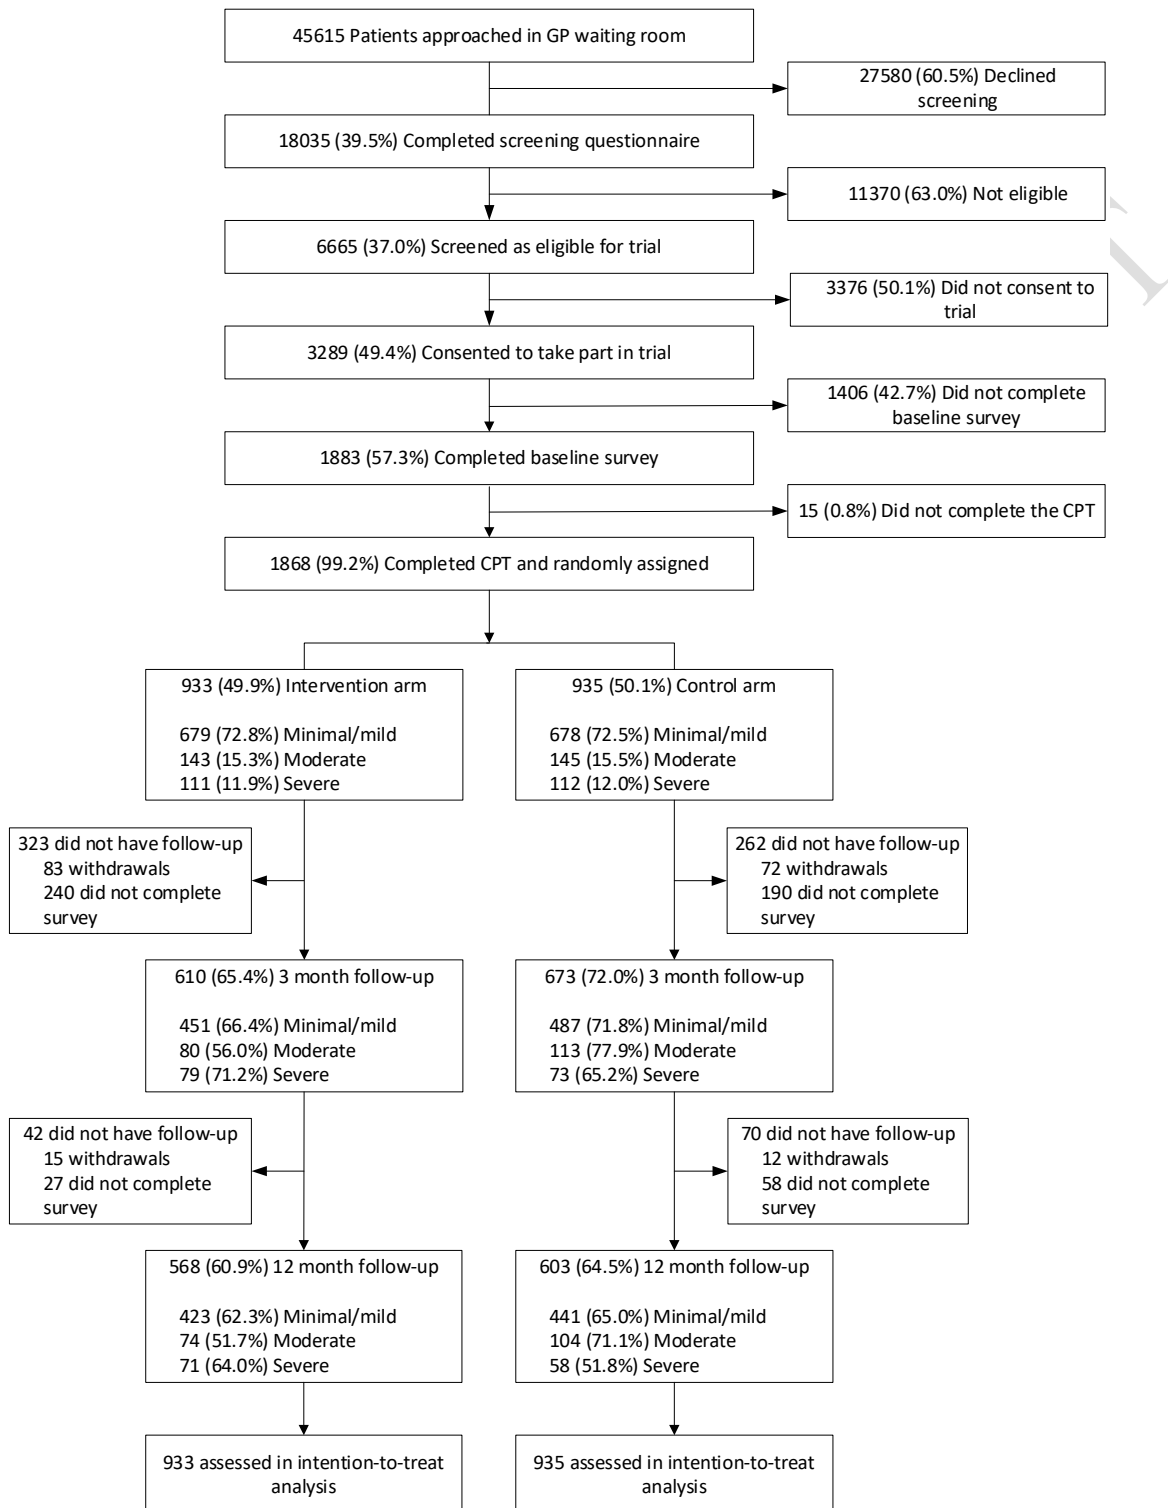 45615 Patients approached in GP waiting room
27580 (60.5%) Declined
screening
18035 (39.5%) Completed screening questionnaire
11370 (63.0%) Not eligible
6665 (37.0%) Screened as eligible for trial
3376 (50.1%) Did not consent to
trial
3289 (49.4%) Consented to take part in trial
1406 (42.7%) Did not complete
baseline survey
1883 (57.3%) Completed baseline survey
15 (0.8%) Did not complete the CPT
1868 (99.2%) Completed CPT and randomly assigned
933 (49.9%) Intervention arm
679 (72.8%) Minimal/mild
143 (15.3%) Moderate
111 (11.9%) Severe
935 (50.1%) Control arm
678 (72.5%) Minimal/mild
145 (15.5%) Moderate
112 (12.0%) Severe
323 did not have follow-up
83 withdrawals
240 did not complete
survey
262 did not have follow-up
72 withdrawals
190 did not complete
survey
610 (65.4%) 3 month follow-up
451 (66.4%) Minimal/mild
80 (56.0%) Moderate
79 (71.2%) Severe
673 (72.0%) 3 month follow-up
487 (71.8%) Minimal/mild
113 (77.9%) Moderate
73 (65.2%) Severe
42 did not have follow-up
15 withdrawals
27 did not complete
survey
70 did not have follow-up
12 withdrawals
58 did not complete
survey
568 (60.9%) 12 month follow-up
423 (62.3%) Minimal/mild
74 (51.7%) Moderate
71 (64.0%) Severe
603 (64.5%) 12 month follow-up
441 (65.0%) Minimal/mild
104 (71.1%) Moderate
58 (51.8%) Severe
933 assessed in intention-to-treat
analysis
935 assessed in intention-to-treat
analysis